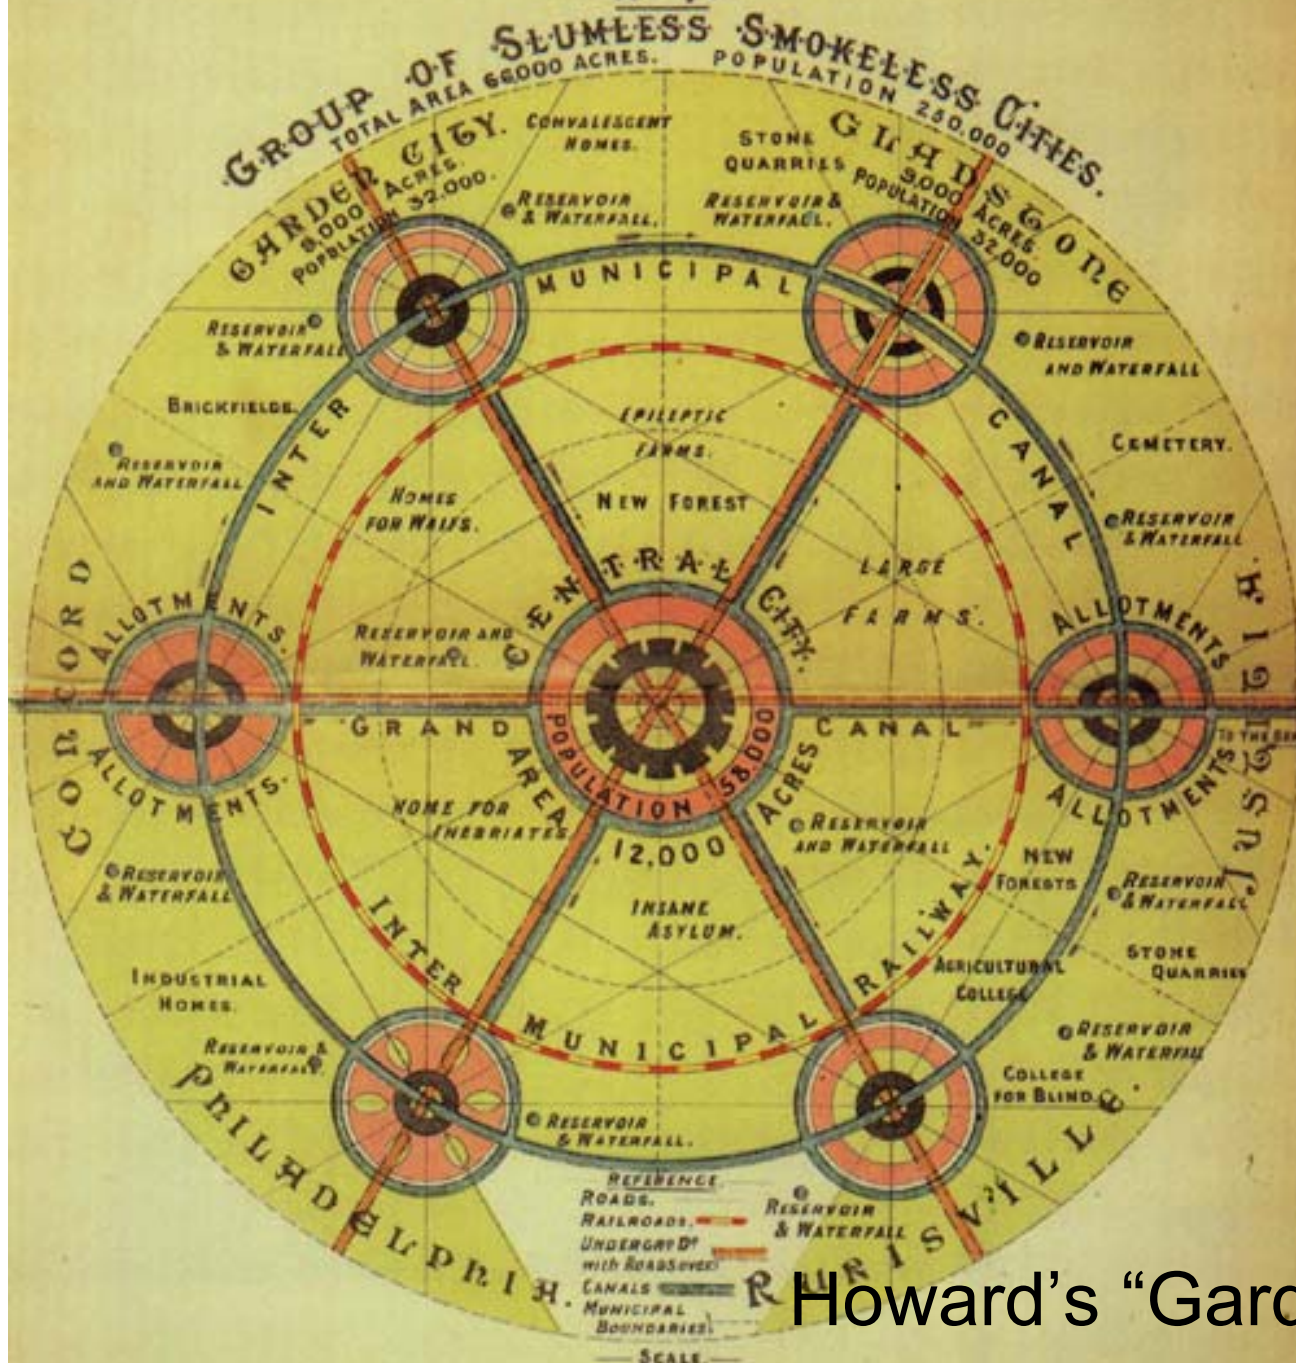 GROUP OF SLUMLESS SMOKELESS CITIES.
TOTAL AREA 66000 ACRES. POPULATION 250.000
GARDEN CITY.
9,000 ACRES.
POPULATION 32.000.
CONVALESCENT
HOMES.
STONE
QUARRIES
GLADSTONE
9,000 ACRES
POPULATION 32,000
RESERVOIR
& WATERFALL.
RESERVOIR &
WATERFALL.
INTER MUNICIPAL CANAL
RESERVOIR
& WATERFALL
RESERVOIR
AND WATERFALL
BRICKFIELDS.
EPILEPTIC
FARMS.
CEMETERY.
RESERVOIR
AND WATERFALL
HOMES
FOR WAIFS.
NEW FOREST
RESERVOIR
& WATERFALL
CENTRAL CITY.
LARGE
FARMS.
CONCORD
ALLOTMENTS.
RESERVOIR AND
WATERFALL.
ALLOTMENTS
GRAND CANAL
TO THE SEA
POPULATION 58.000
AREA 12,000 ACRES
ALLOTMENTS.
HOME FOR
INEBRIATES
RESERVOIR
AND WATERFALL
ALLOTMENTS
NEW
FORESTS
RESERVOIR
& WATERFALL
RESERVOIR
& WATERFALL
INSANE
ASYLUM.
STONE
QUARRIES
INTER MUNICIPAL RAILWAY.
AGRICULTURAL
COLLEGE
INDUSTRIAL
HOMES.
RESERVOIR &
WATERFALL.
RESERVOIR
& WATERFALL
COLLEGE
FOR BLIND.
PHILADELPHIA.
RESERVOIR
& WATERFALL.
RURISVILLE.
REFERENCE
ROADS.
RAILROADS.
UNDERGR'D Dº
with ROADS over
CANALS
MUNICIPAL
BOUNDARIES
RESERVOIR
& WATERFALL
SCALE
Howard’s “Gard